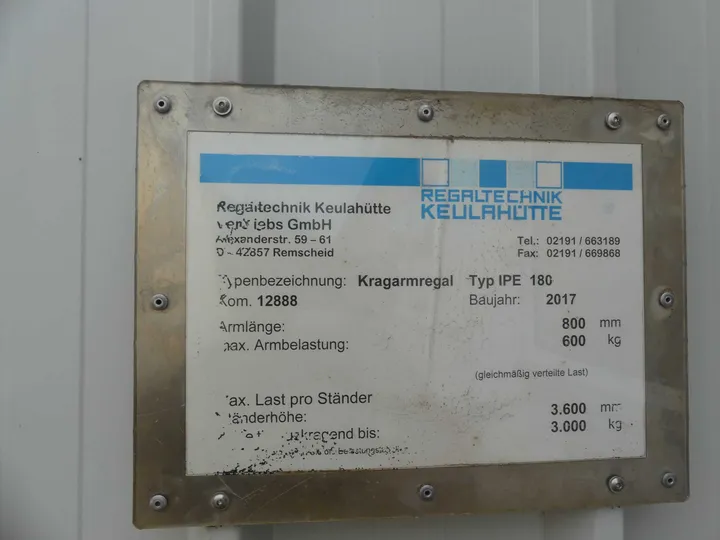 REGALTECHNIK
KEULAHÜTTE
Regaltechnik Keulahütte
GmbH
Alexanderstr. 59 – 61
D - 42857 Remscheid
Tel.: 02191 / 663189
Fax: 02191 / 669868
Typenbezeichnung: Kragarmregal Typ IPE 180
Kom. 12888 Baujahr: 2017
Armlänge: 800 mm
max. Armbelastung: 600 kg
(gleichmäßig verteilte Last)
max. Last pro Ständer
Ständerhöhe: 3.600 mm
bis: 3.000 kg